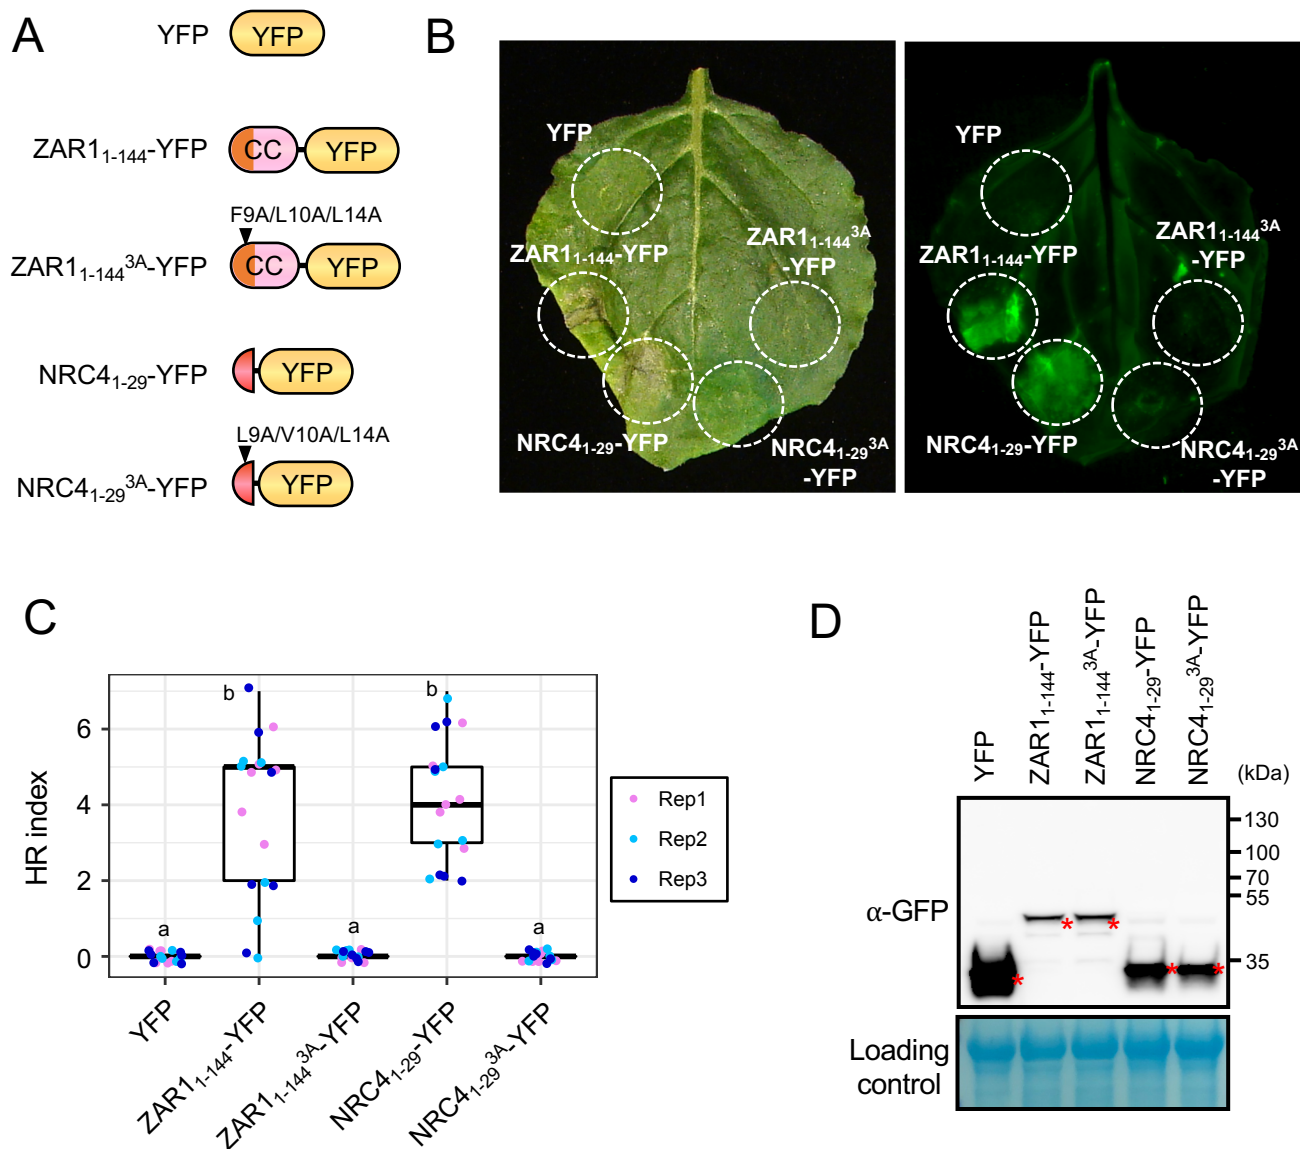 A
YFP
YFP
ZAR1₁₋₁₄₄-YFP
CC
YFP
F9A/L10A/L14A
ZAR1₁₋₁₄₄³ᴬ-YFP
CC
YFP
NRC4₁₋₂₉-YFP
YFP
L9A/V10A/L14A
NRC4₁₋₂₉³ᴬ-YFP
YFP
B
YFP
ZAR1₁₋₁₄₄-YFP
ZAR1₁₋₁₄₄³ᴬ
-YFP
NRC4₁₋₂₉-YFP
NRC4₁₋₂₉³ᴬ
-YFP
YFP
ZAR1₁₋₁₄₄-YFP
ZAR1₁₋₁₄₄³ᴬ
-YFP
NRC4₁₋₂₉-YFP
NRC4₁₋₂₉³ᴬ
-YFP
C
HR index
6
4
2
0
a
b
a
b
a
YFP
ZAR1₁₋₁₄₄-YFP
ZAR1₁₋₁₄₄³ᴬ-YFP
NRC4₁₋₂₉-YFP
NRC4₁₋₂₉³ᴬ-YFP
Rep1
Rep2
Rep3
D
YFP
ZAR1₁₋₁₄₄-YFP
ZAR1₁₋₁₄₄³ᴬ-YFP
NRC4₁₋₂₉-YFP
NRC4₁₋₂₉³ᴬ-YFP
(kDa)
130
100
70
55
35
α-GFP
* * * * *
Loading
control